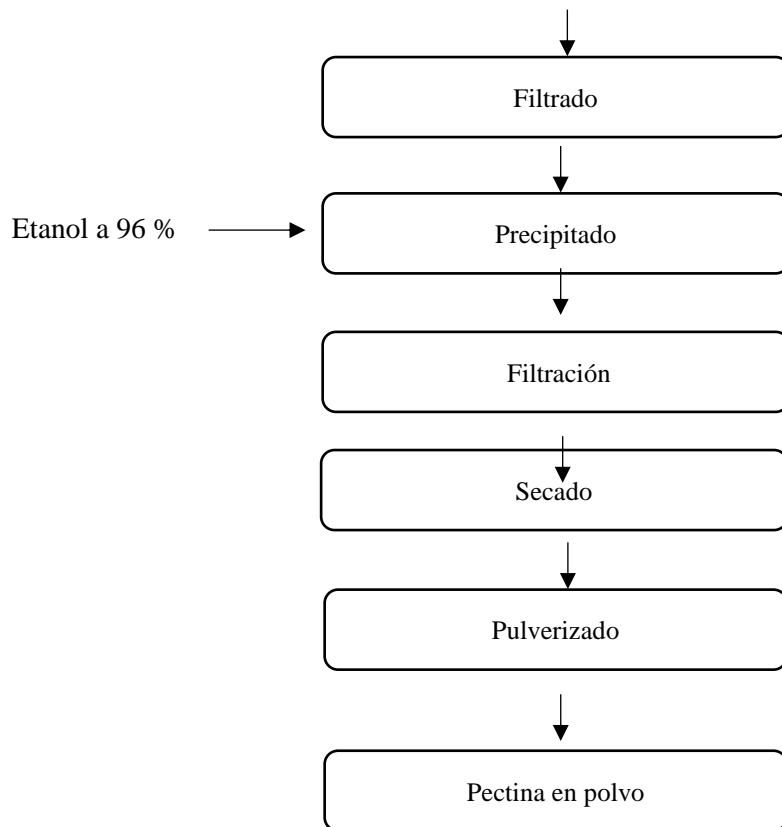 Filtrado
Etanol a 96 %
Precipitado
Filtración
Secado
Pulverizado
Pectina en polvo